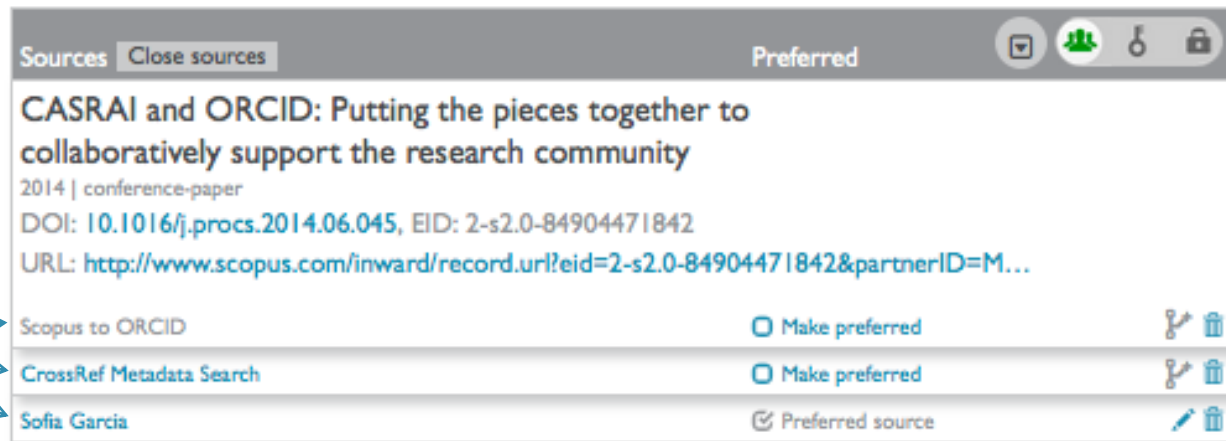 Sources Close sources Preferred
CASRAI and ORCID: Putting the pieces together to
collaboratively support the research community
2014 | conference-paper
DOI: 10.1016/j.procs.2014.06.045, EID: 2-s2.0-84904471842
URL: http://www.scopus.com/inward/record.url?eid=2-s2.0-84904471842&partnerID=M…
Scopus to ORCID Make preferred
CrossRef Metadata Search Make preferred
Sofia Garcia Preferred source